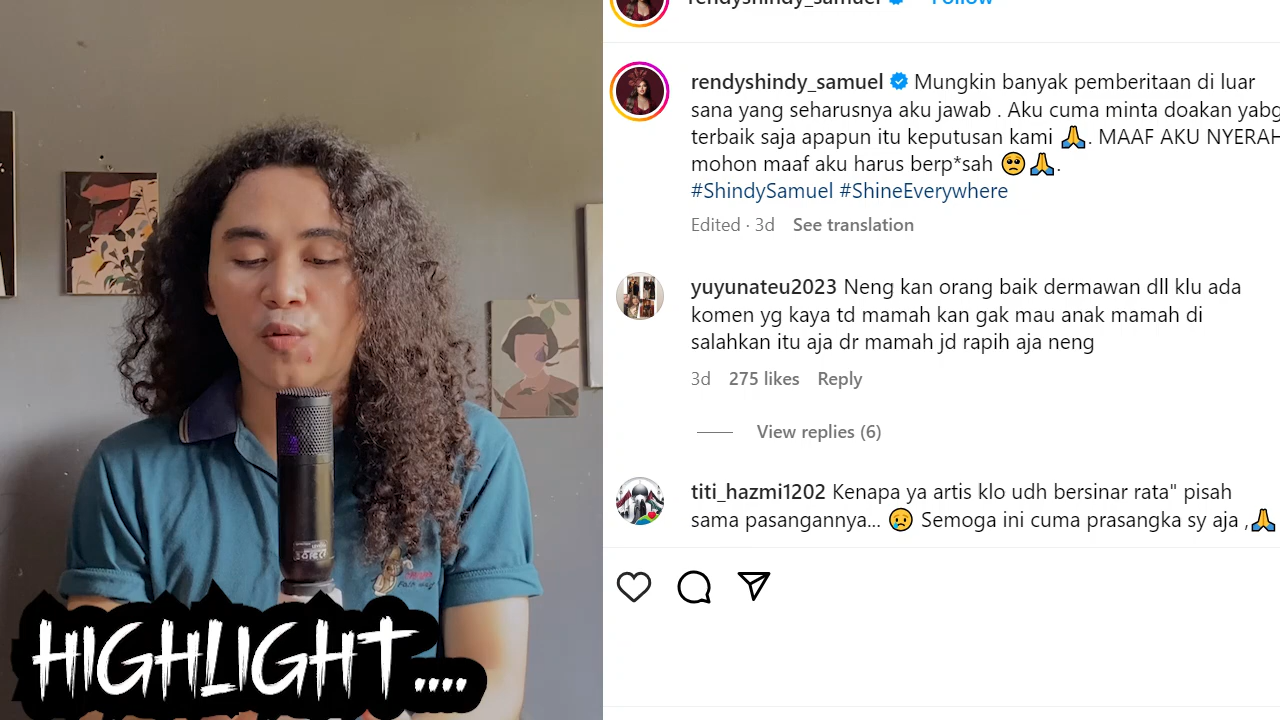 rendyshindy_samuel Follow
rendyshindy_samuel Mungkin banyak pemberitaan di luar
sana yang seharusnya aku jawab . Aku cuma minta doakan yabg
terbaik saja apapun itu keputusan kami 🙏. MAAF AKU NYERAH
mohon maaf aku harus berp*sah 🥺🙏.
#ShindySamuel #ShineEverywhere
Edited · 3d See translation
yuyunateu2023 Neng kan orang baik dermawan dll klu ada
komen yg kaya td mamah kan gak mau anak mamah di
salahkan itu aja dr mamah jd rapih aja neng
3d 275 likes Reply
View replies (6)
titi_hazmi1202 Kenapa ya artis klo udh bersinar rata" pisah
sama pasangannya... 😢 Semoga ini cuma prasangka sy aja ,🙏
HIGHLIGHT....